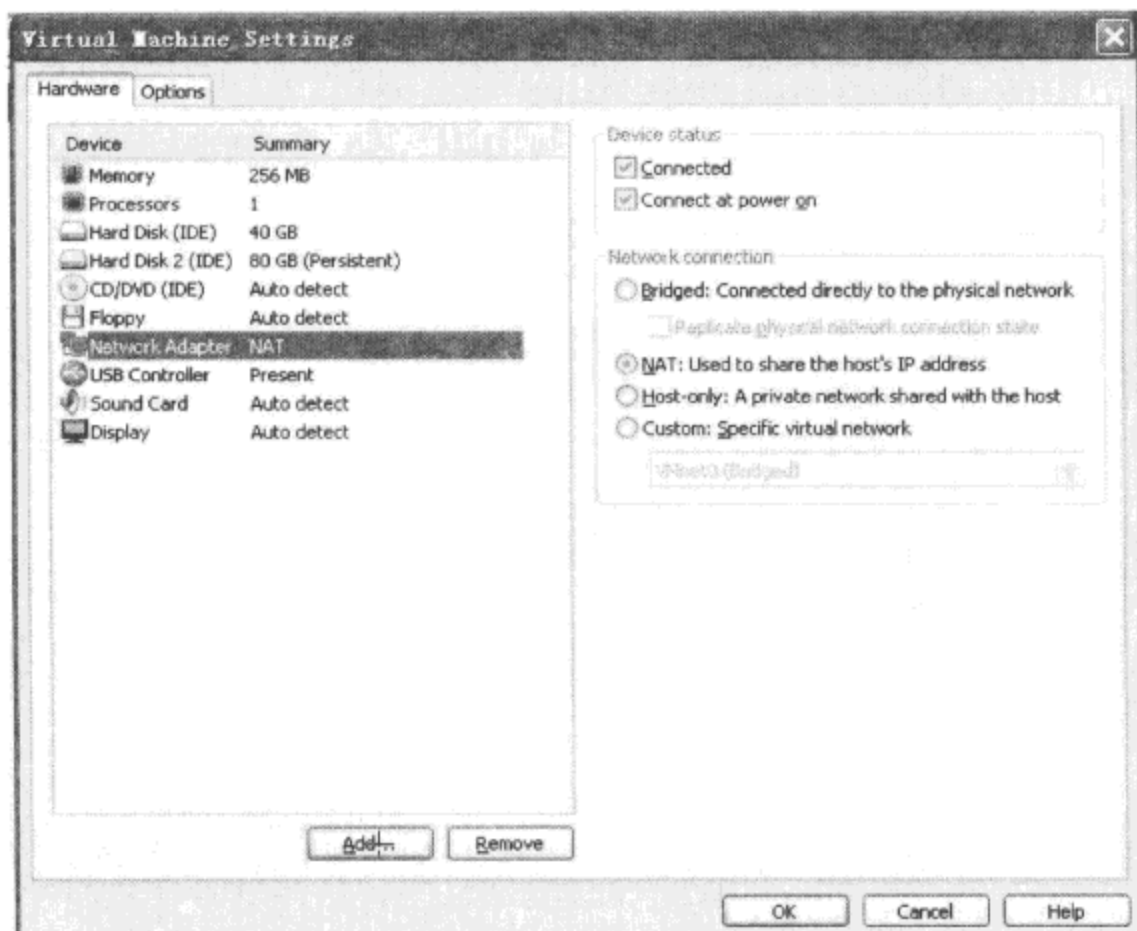 Virtual Machine Settings
Hardware Options
Device Summary
Memory 256 MB
Processors 1
Hard Disk (IDE) 40 GB
Hard Disk 2 (IDE) 80 GB (Persistent)
CD/DVD (IDE) Auto detect
Floppy Auto detect
Network Adapter NAT
USB Controller Present
Sound Card Auto detect
Display Auto detect
Add...
Remove
Device status
Connected
Connect at power on
Network connection
Bridged: Connected directly to the physical network
Replicate physical network connection state
NAT: Used to share the host's IP address
Host-only: A private network shared with the host
Custom: Specific virtual network
(Bridged)
OK Cancel Help